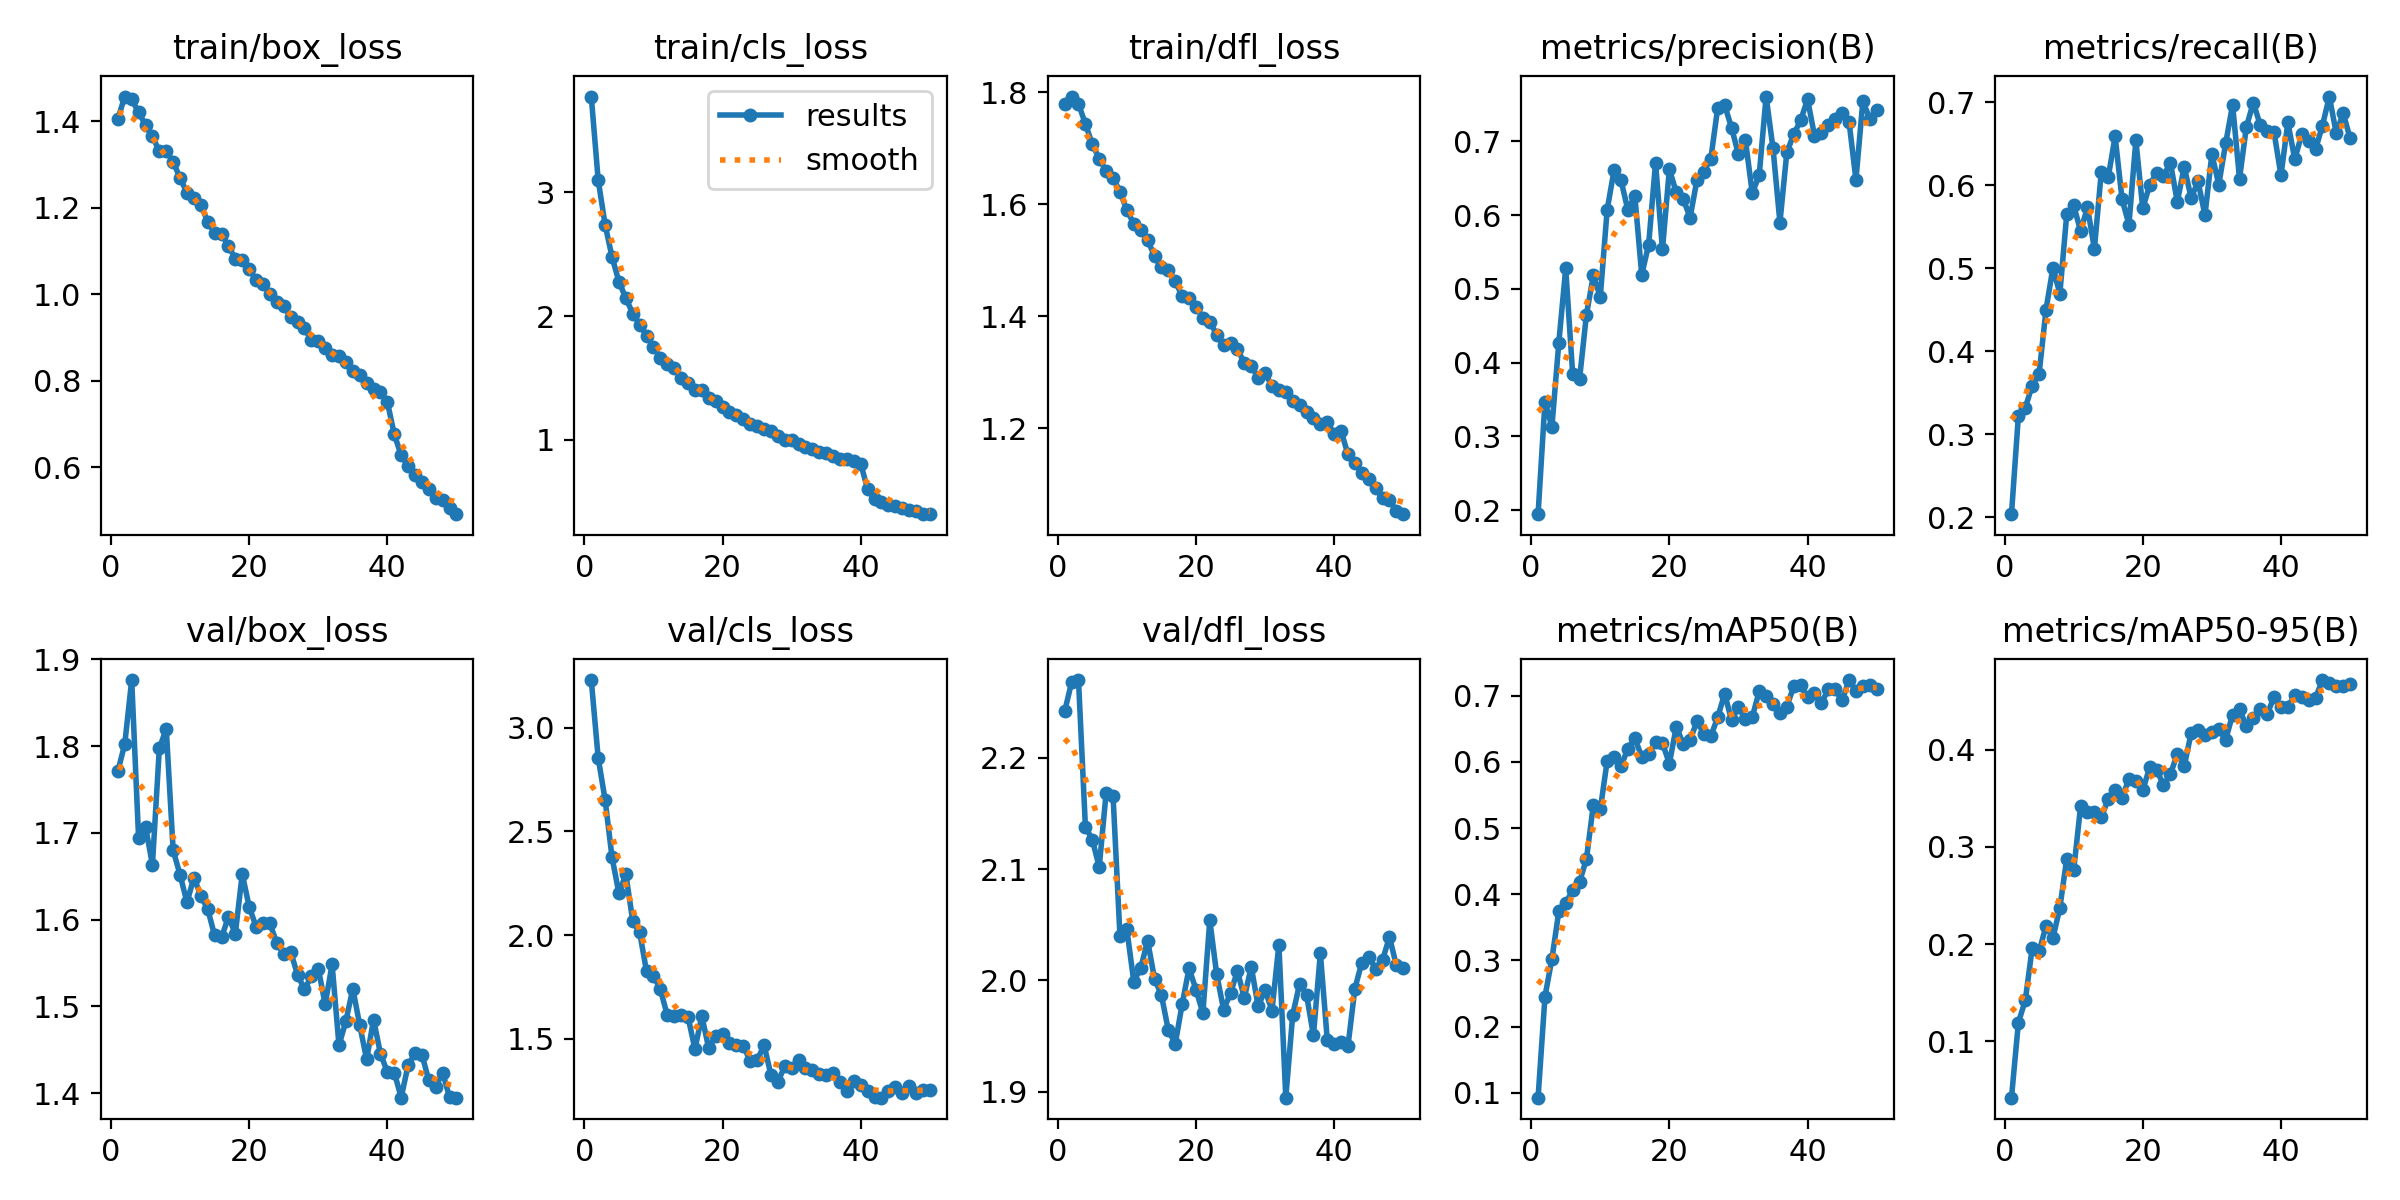 train/box_loss
1.4
1.2
1.0
0.8
0.6
0 20 40
train/cls_loss
results
smooth
3
2
1
0 20 40
train/dfl_loss
1.8
1.6
1.4
1.2
0 20 40
metrics/precision(B)
0.7
0.6
0.5
0.4
0.3
0.2
0 20 40
metrics/recall(B)
0.7
0.6
0.5
0.4
0.3
0.2
0 20 40
val/box_loss
1.9
1.8
1.7
1.6
1.5
1.4
0 20 40
val/cls_loss
3.0
2.5
2.0
1.5
0 20 40
val/dfl_loss
2.2
2.1
2.0
1.9
0 20 40
metrics/mAP50(B)
0.7
0.6
0.5
0.4
0.3
0.2
0.1
0 20 40
metrics/mAP50-95(B)
0.4
0.3
0.2
0.1
0 20 40